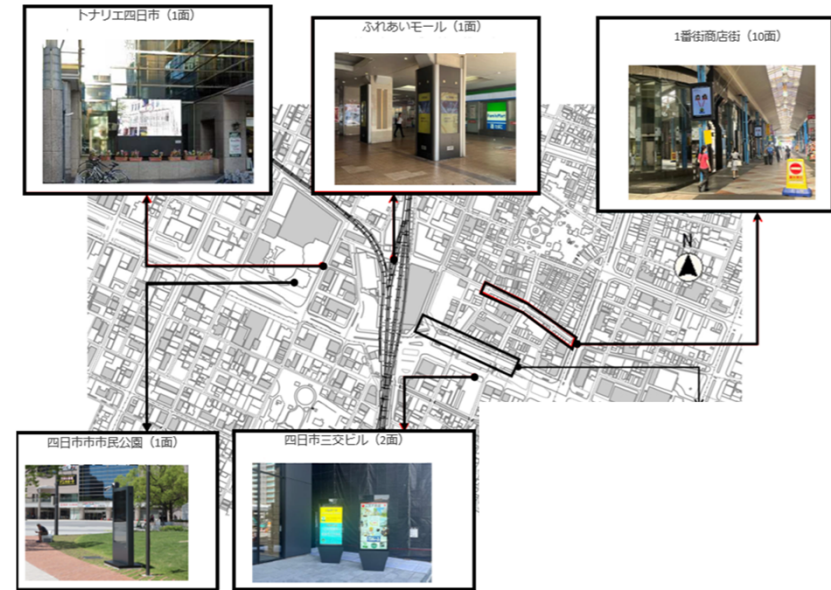 トナリエ四日市（1面）
ふれあいモール（1面）
1番街商店街（10面）
N
四日市市市民公園（1面）
四日市三交ビル（2面）